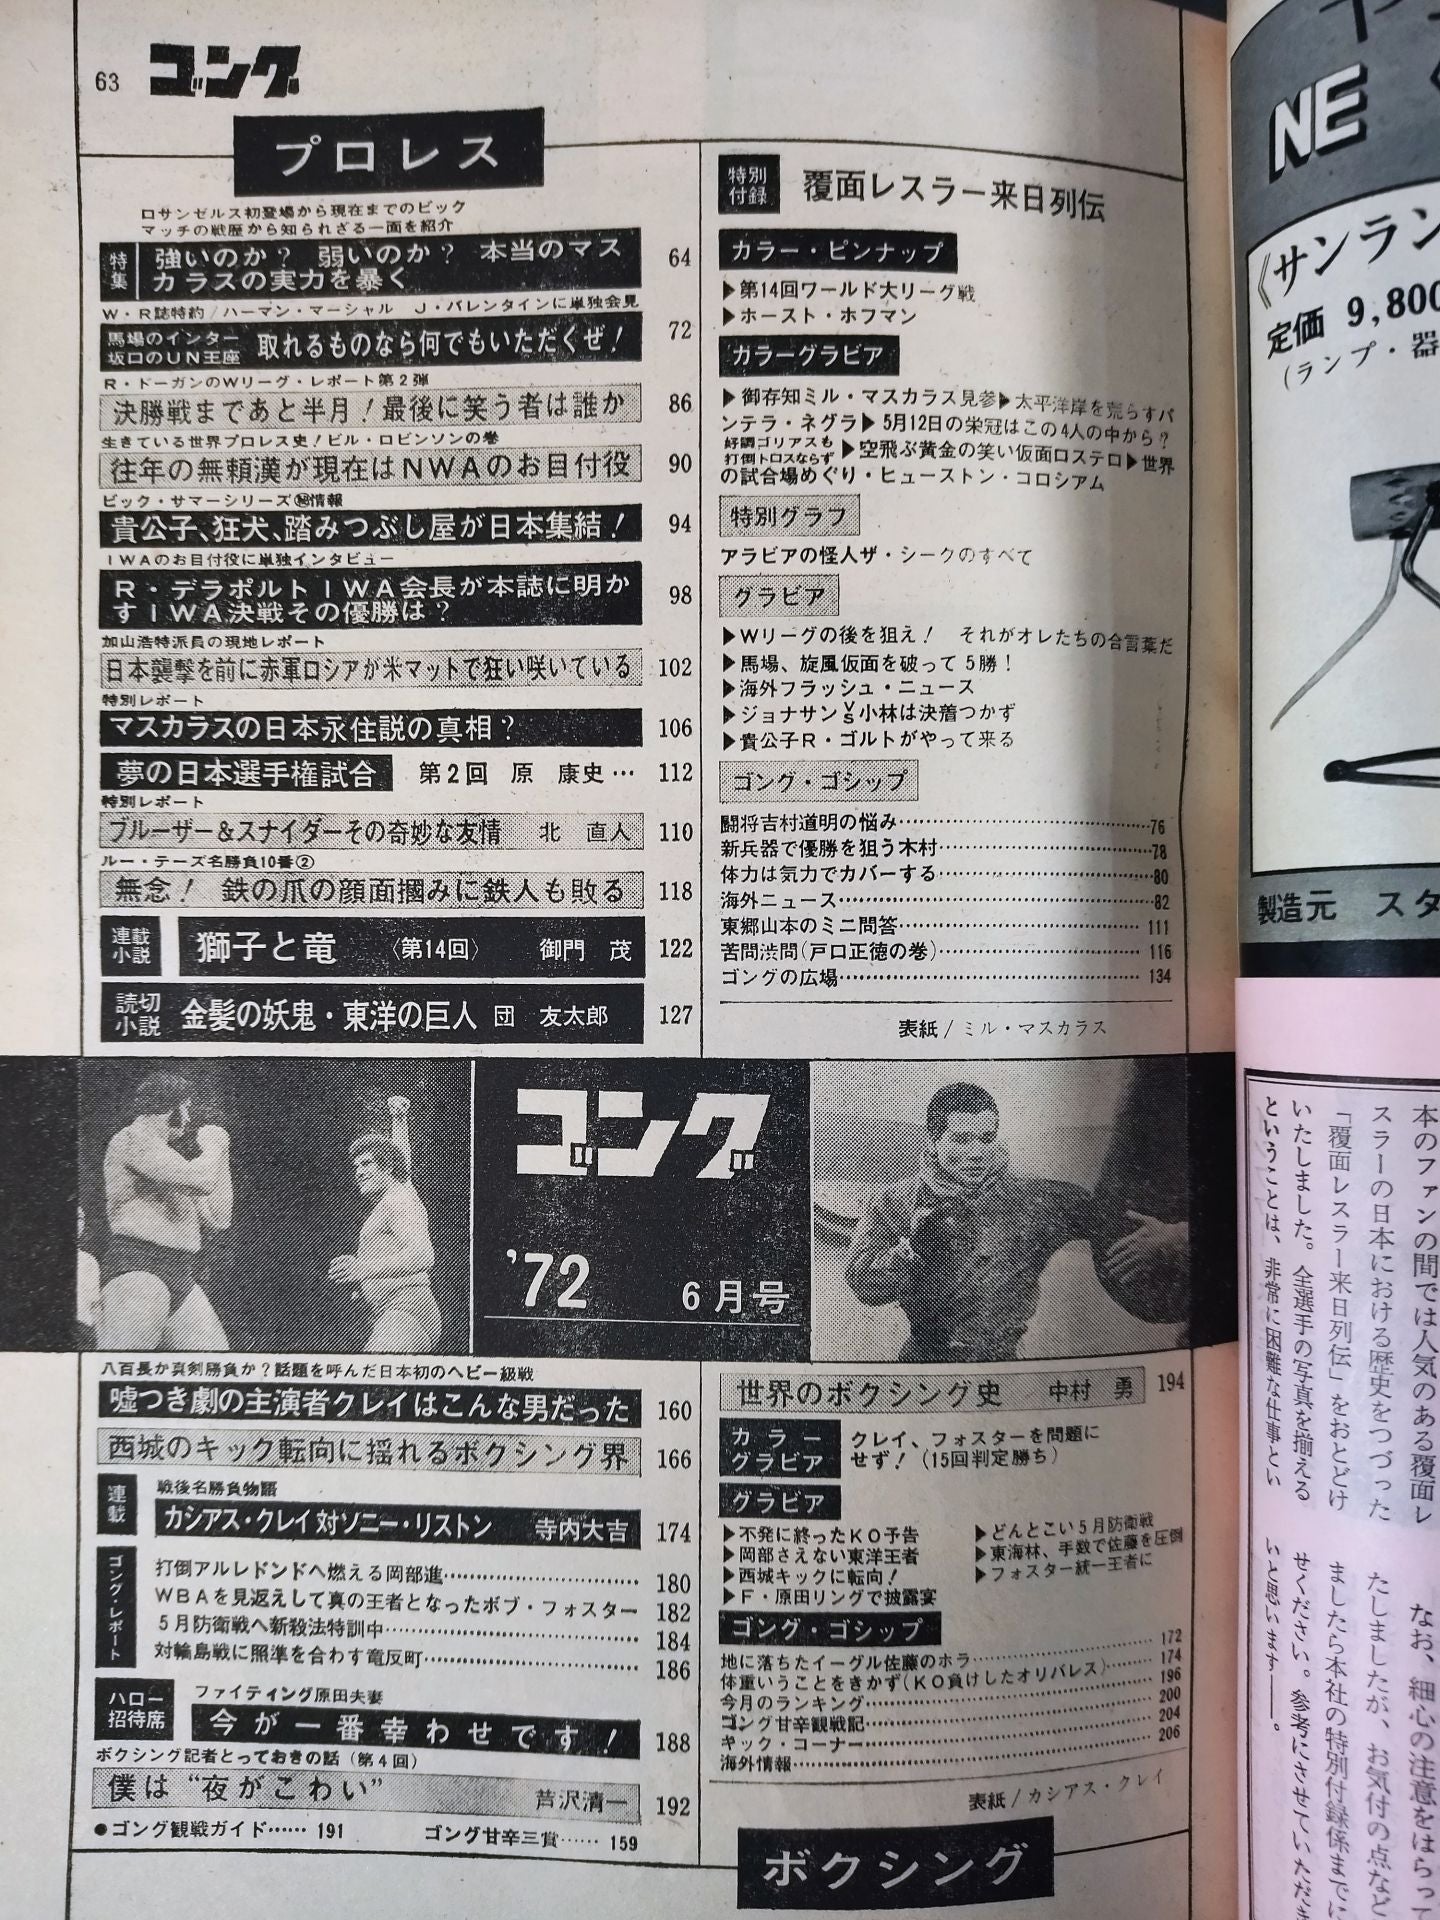 63 ゴング
プロレス
ロサンゼルス初登場から現在までのビック
マッチの戦歴から知られざる一面を紹介
特集 強いのか? 弱いのか? 本当のマス
カラスの実力を暴く 64
W・R誌特約/ハーマン・マーシャル J・バレンタインに単独会見
馬場のインター
坂口のUN王座 取れるものなら何でもいただくぜ! 72
R・ドーガンのWリーグ・レポート第2弾
決勝戦まであと半月!最後に笑う者は誰か 86
生きている世界プロレス史!ビル・ロビンソンの巻
往年の無頼漢が現在はNWAのお目付役 90
ビック・サマーシリーズ㊙情報
貴公子、狂犬、踏みつぶし屋が日本集結! 94
IWAのお目付役に単独インタビュー
R・デラポルトIWA会長が本誌に明か
すIWA決戦その優勝は? 98
加山浩特派員の現地レポート
日本襲撃を前に赤軍ロシアが米マットで狂い咲いている 102
特別レポート
マスカラスの日本永住説の真相? 106
夢の日本選手権試合 第2回 原 康史… 112
特別レポート
ブルーザー&スナイダーその奇妙な友情 北 直人 110
ルー・テーズ名勝負10番②
無念! 鉄の爪の顔面摑みに鉄人も敗る 118
連載小説 獅子と竜 〈第14回〉 御門 茂 122
読切小説 金髪の妖鬼・東洋の巨人 団 友太郎 127
特別付録 覆面レスラー来日列伝
カラー・ピンナップ
▶第14回ワールド大リーグ戦
▶ホースト・ホフマン
カラーグラビア
▶御存知ミル・マスカラス見参▶太平洋岸を荒らすパ
ンテラ・ネグラ▶5月12日の栄冠はこの4人の中から?
好調ゴリアスも
打倒トロスならず▶空飛ぶ黄金の笑い仮面ロステロ▶世界
の試合場めぐり・ヒューストン・コロシアム
特別グラフ
アラビアの怪人ザ・シークのすべて
グラビア
▶Wリーグの後を狙え! それがオレたちの合言葉だ
▶馬場、旋風仮面を破って5勝!
▶海外フラッシュ・ニュース
▶ジョナサンVS小林は決着つかず
▶貴公子R・ゴルトがやって来る
ゴング・ゴシップ
闘将吉村道明の悩み……76
新兵器で優勝を狙う木村……78
体力は気力でカバーする……80
海外ニュース……82
東郷山本のミニ問答……111
苦問渋問(戸口正徳の巻)……116
ゴングの広場……134
表紙/ミル・マスカラス
ゴング
'72 6月号
八百長か真剣勝負か?話題を呼んだ日本初のヘビー級戦
嘘つき劇の主演者クレイはこんな男だった 160
西城のキック転向に揺れるボクシング界 166
連載 戦後名勝負物語
カシアス・クレイ対ソニー・リストン 寺内大吉 174
ゴング・レポート
打倒アルレドンドへ燃える岡部進……180
WBAを見返えして真の王者となったボブ・フォスター 182
5月防衛戦へ新殺法特訓中……184
対輪島戦に照準を合わす竜反町……186
ハロー招待席 ファイティング原田夫妻
今が一番幸わせです! 188
ボクシング記者とっておきの話(第4回)
僕は“夜がこわい” 芦沢清一 192
●ゴング観戦ガイド……191 ゴング甘辛三賞……159
世界のボクシング史 中村 勇 194
カラーグラビア クレイ、フォスターを問題に
せず!(15回判定勝ち)
グラビア
▶不発に終ったKO予告
▶岡部さえない東洋王者
▶西城キックに転向!
▶F・原田リングで披露宴
▶どんとこい5月防衛戦
▶東海林、手数で佐藤を圧倒
▶フォスター統一王者に
ゴング・ゴシップ
地に落ちたイーグル佐藤のホラ……172
体重いうことをきかず(KO負けしたオリバレス)……174
今月のランキング……196
ゴング甘辛観戦記……200
キック・コーナー……204
海外情報……206
表紙/カシアス・クレイ
ボクシング
NE
《サンラン
定価 9,800
(ランプ・器
製造元 スタ
本のファンの間では人気のある覆面レ
スラーの日本における歴史をつづった
「覆面レスラー来日列伝」をおとどけ
いたしました。全選手の写真を揃える
ということは、非常に困難な仕事とい
なお、細心の注意をはらって
たしましたが、お気付の点など
ましたら本社の特別付録係までに
せください。参考にさせていただき
いと思います――。